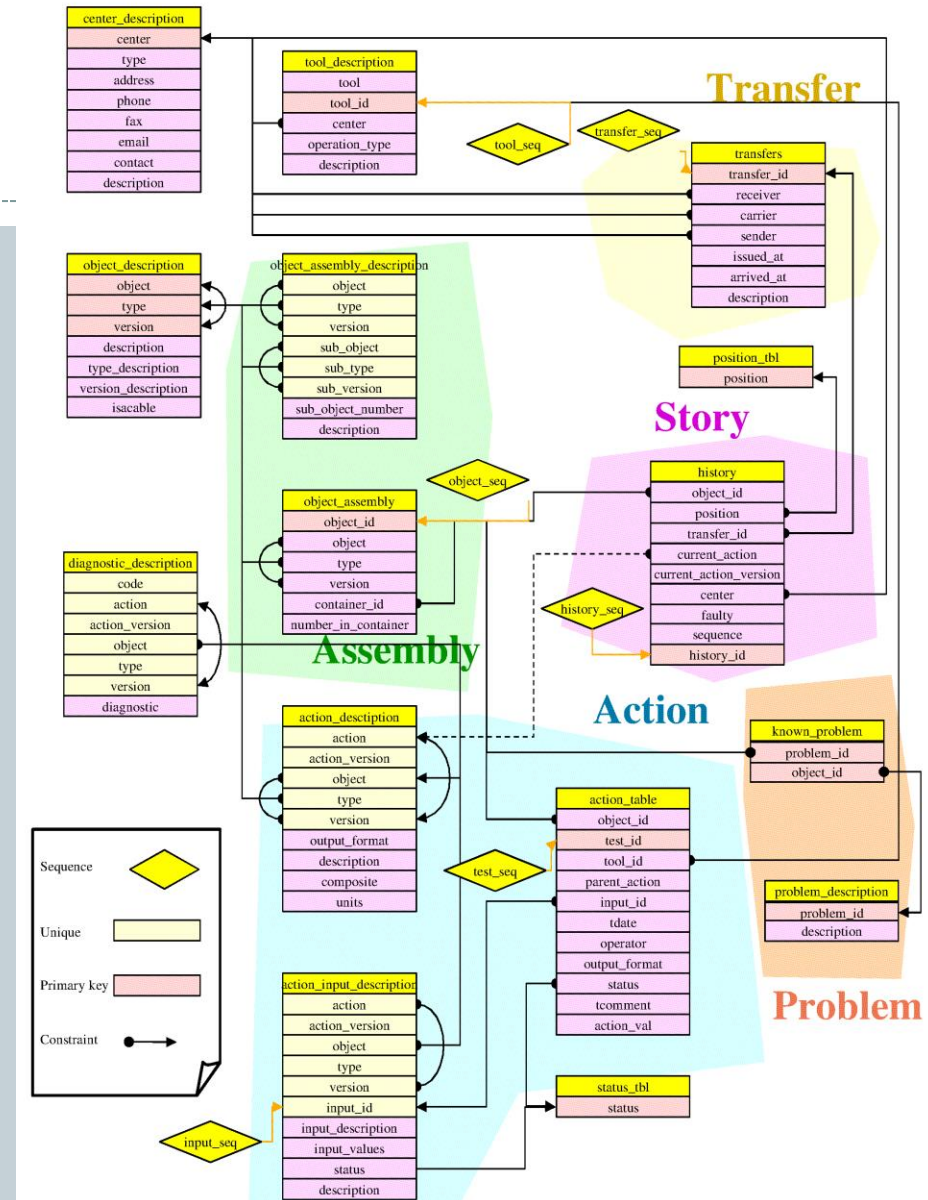 center_description
center
type
address
phone
fax
email
contact
description
tool_description
tool
tool_id
center
operation_type
description
Transfer
tool_seq
transfer_seq
transfers
transfer_id
receiver
carrier
sender
issued_at
arrived_at
description
object_description
object
type
version
description
type_description
version_description
isacable
object_assembly_description
object
type
version
sub_object
sub_type
sub_version
sub_object_number
description
position_tbl
position
Story
object_seq
history
object_id
position
transfer_id
current_action
current_action_version
center
faulty
sequence
history_id
history_seq
object_assembly
object_id
object
type
version
container_id
number_in_container
Assembly
diagnostic_description
code
action
action_version
object
type
version
diagnostic
Action
action_desctiption
action
action_version
object
type
version
output_format
description
composite
units
known_problem
problem_id
object_id
action_table
object_id
test_id
tool_id
parent_action
input_id
tdate
operator
output_format
status
tcomment
action_val
test_seq
problem_description
problem_id
description
Problem
Sequence
Unique
Primary key
Constraint
action_input_description
action
action_version
object
type
version
input_id
input_description
input_values
status
description
input_seq
status_tbl
status